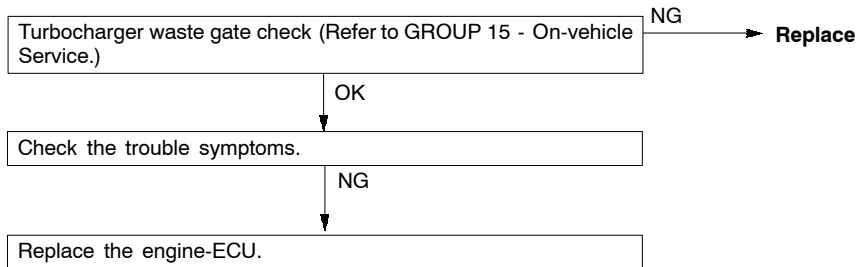 Turbocharger waste gate check (Refer to GROUP 15 - On-vehicle
Service.)
NG
Replace
OK
Check the trouble symptoms.
NG
Replace the engine-ECU.